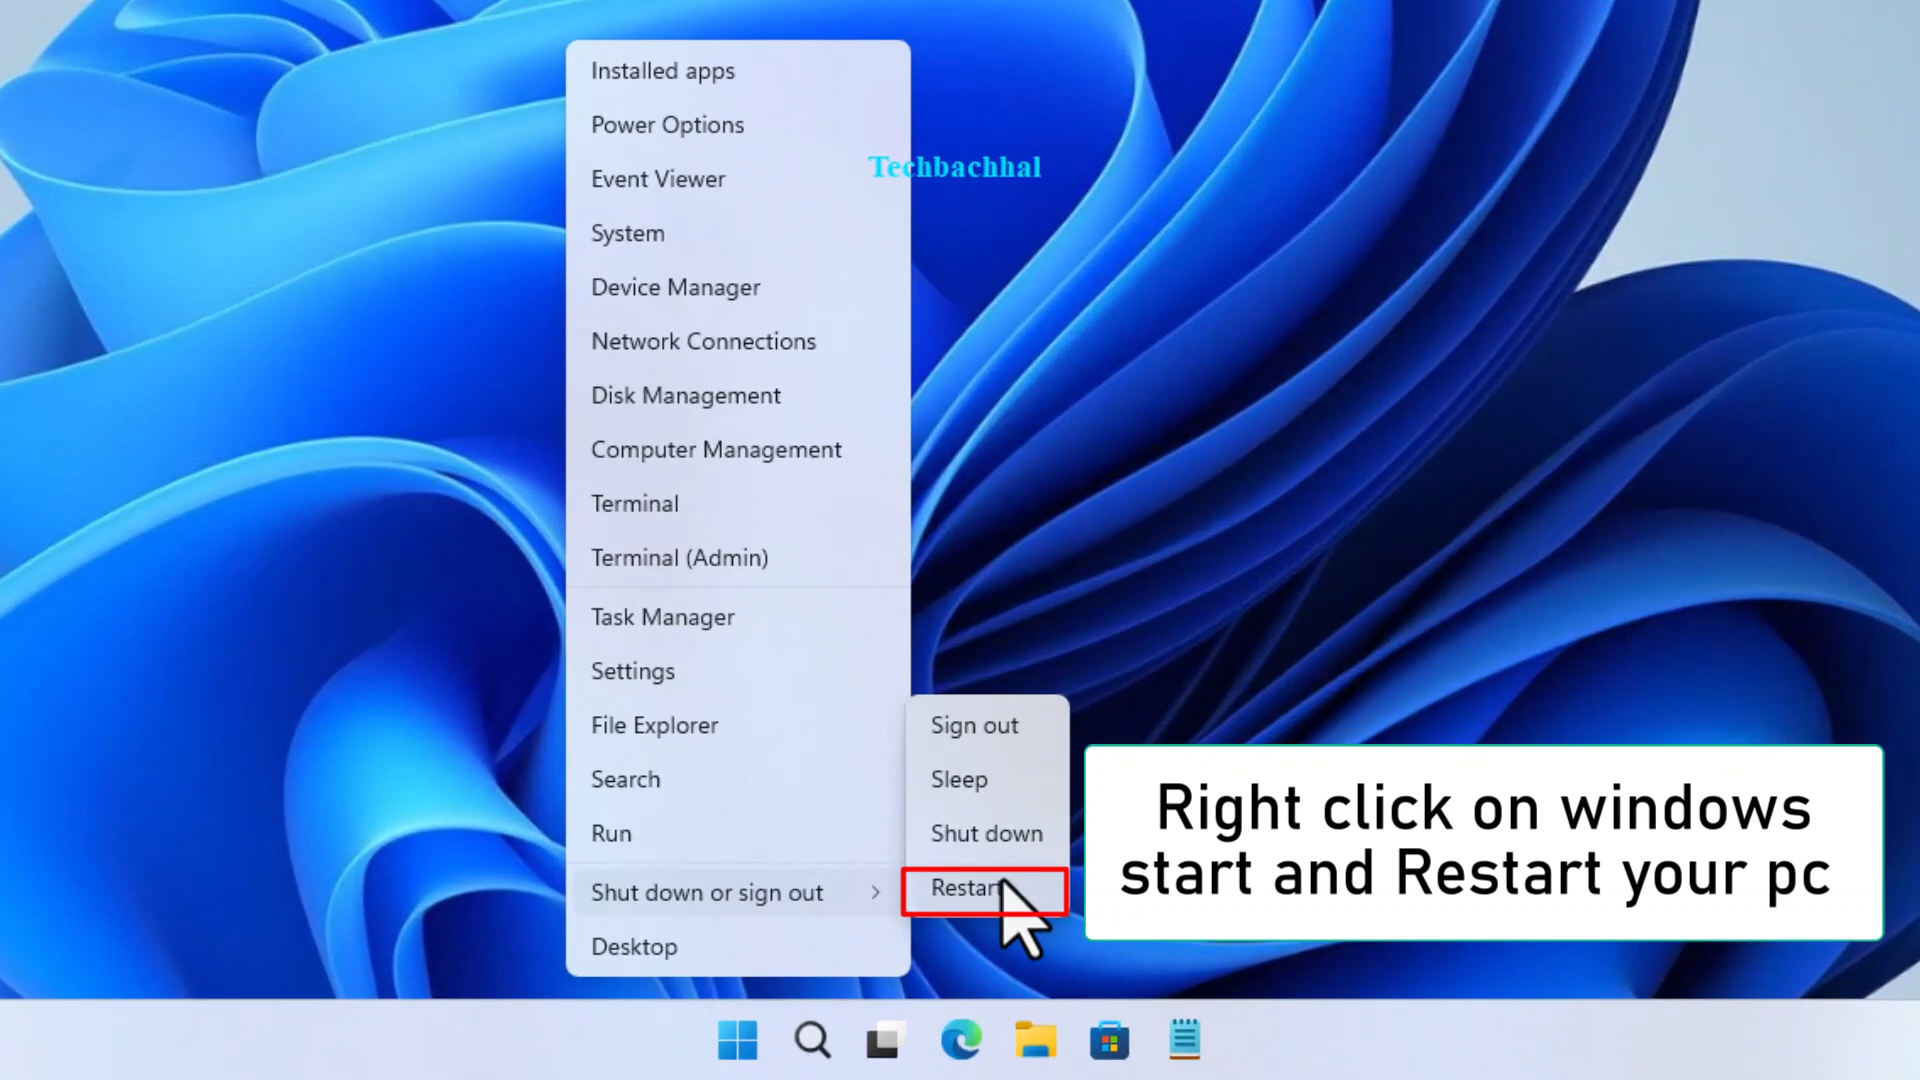 Installed apps
Power Options
Techbachhal
Event Viewer
System
Device Manager
Network Connections
Disk Management
Computer Management
Terminal
Terminal (Admin)
Task Manager
Settings
File Explorer
Search
Run
Shut down or sign out
Desktop
Sign out
Sleep
Shut down
Restart
Right click on windows
start and Restart your pc